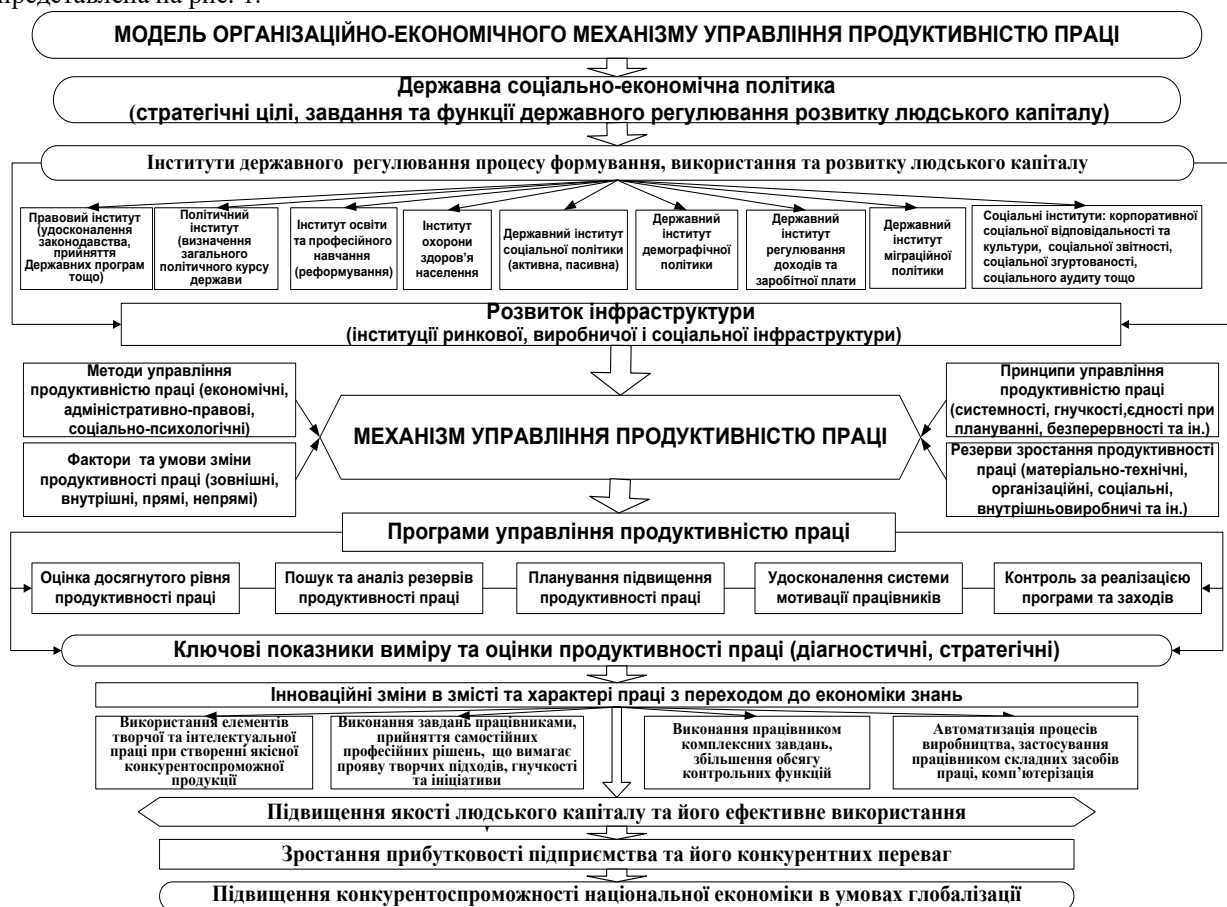 представлена на рис. 1.
МОДЕЛЬ ОРГАНІЗАЦІЙНО-ЕКОНОМІЧНОГО МЕХАНІЗМУ УПРАВЛІННЯ ПРОДУКТИВНІСТЮ ПРАЦІ
Державна соціально-економічна політика
(стратегічні цілі, завдання та функції державного регулювання розвитку людського капіталу)
Інститути державного регулювання процесу формування, використання та розвитку людського капіталу
Правовий інститут
(удосконалення
законодавства,
прийняття
Державних програм
тощо)
Політичний
інститут
(визначення
загального
політичного курсу
держави
Інститут освіти
та професійного
навчання
(реформування)
Інститут
охорони
здоров’я
населення
Державний інститут
соціальної політики
(активна, пасивна)
Державний
інститут
демографічної
політики
Державний
інститут
регулювання
доходів та
заробітної плати
Державний
інститут
міграційної
політики
Соціальні інститути: корпоративної
соціальної відповідальності та
культури, соціальної звітності,
соціальної згуртованості,
соціального аудиту тощо
Розвиток інфраструктури
(інституції ринкової, виробничої і соціальної інфраструктури)
Методи управління
продуктивністю праці (економічні,
адміністративно-правові,
соціально-психологічні)
Фактори та умови зміни
продуктивності праці (зовнішні,
внутрішні, прямі, непрямі)
МЕХАНІЗМ УПРАВЛІННЯ ПРОДУКТИВНІСТЮ ПРАЦІ
Принципи управління
продуктивністю праці
(системності, гнучкості,єдності при
плануванні, безперервності та ін.)
Резерви зростання продуктивності
праці (матеріально-технічні,
організаційні, соціальні,
внутрішньовиробничі та ін.)
Програми управління продуктивністю праці
Оцінка досягнутого рівня
продуктивності праці
Пошук та аналіз резервів
продуктивності праці
Планування підвищення
продуктивності праці
Удосконалення системи
мотивації працівників
Контроль за реалізацією
програми та заходів
Ключові показники виміру та оцінки продуктивності праці (діагностичні, стратегічні)
Інноваційні зміни в змісті та характері праці з переходом до економіки знань
Використання елементів
творчої та інтелектуальної
праці при створенні якісної
конкурентоспроможної
продукції
Виконання завдань працівниками,
прийняття самостійних
професійних рішень, що вимагає
прояву творчих підходів, гнучкості
та ініціативи
Виконання працівником
комплексних завдань,
збільшення обсягу
контрольних функцій
Автоматизація процесів
виробництва, застосування
працівником складних засобів
праці, комп’ютерізація
Підвищення якості людського капіталу та його ефективне використання
Зростання прибутковості підприємства та його конкурентних переваг
Підвищення конкурентоспроможності національної економіки в умовах глобалізації